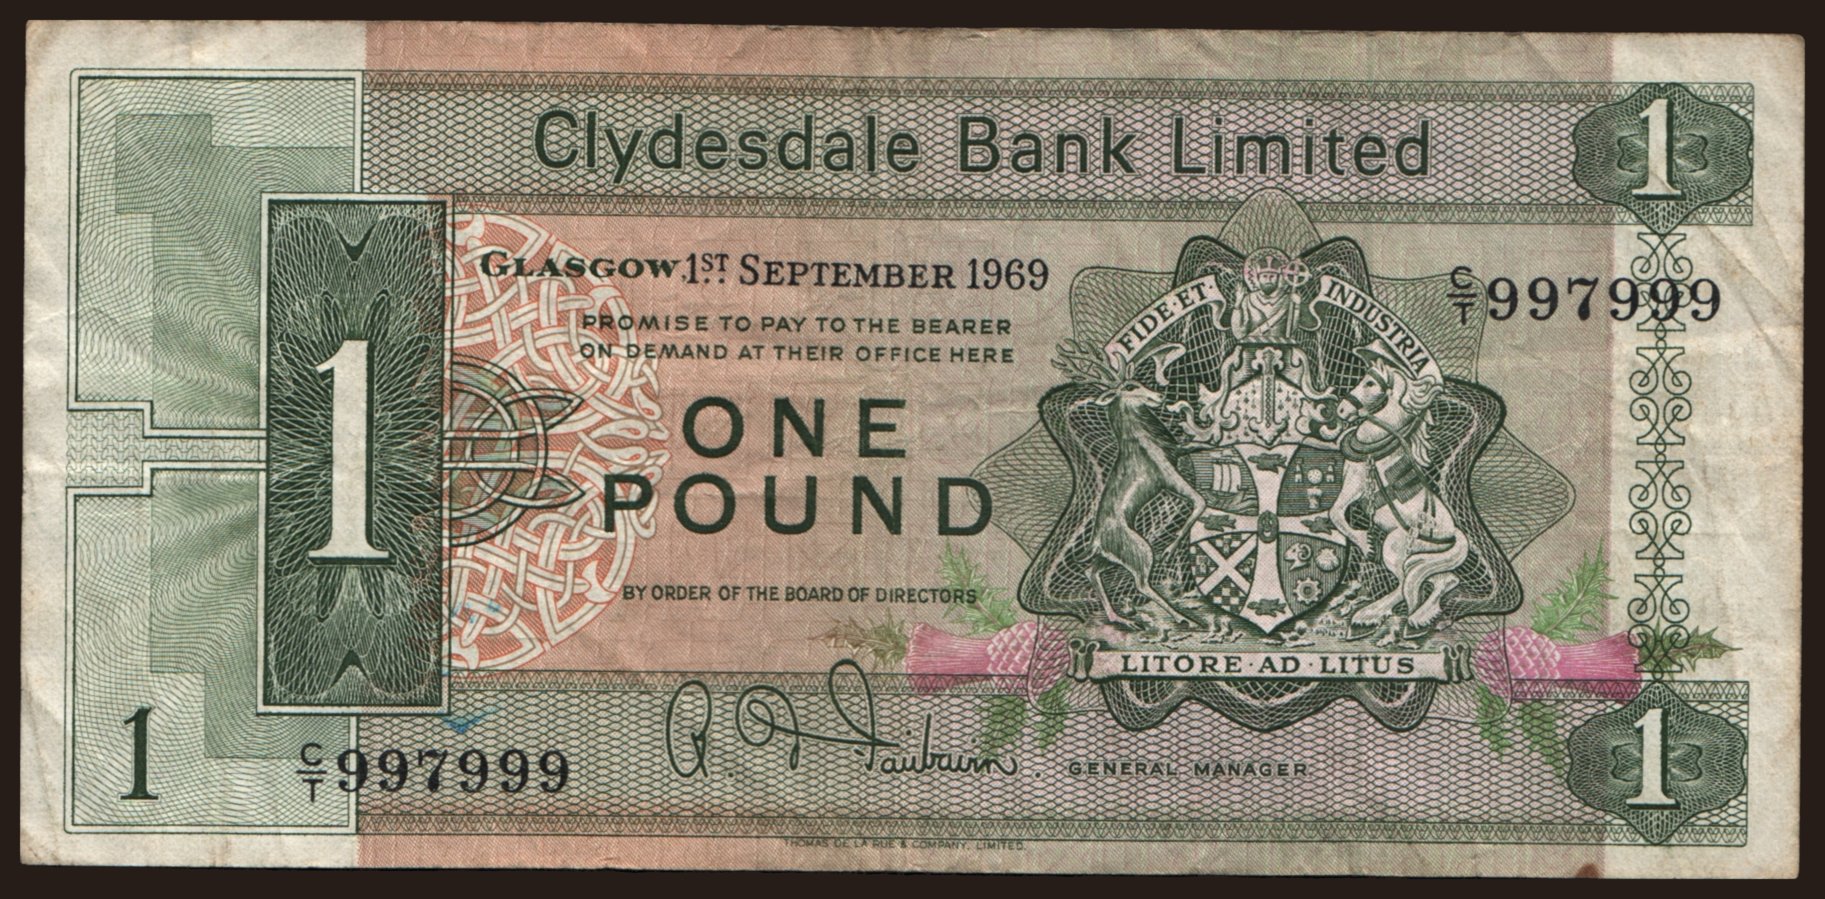 Clydesdale Bank Limited
1
GLASGOW, 1ST SEPTEMBER 1969
C/T 997999
PROMISE TO PAY TO THE BEARER
ON DEMAND AT THEIR OFFICE HERE
FIDE·ET·INDUSTRIA
1
ONE
POUND
BY ORDER OF THE BOARD OF DIRECTORS
LITORE·AD·LITUS
1
C/T 997999
R. D. Fairbairn.
GENERAL MANAGER
1
THOMAS DE LA RUE & COMPANY, LIMITED.